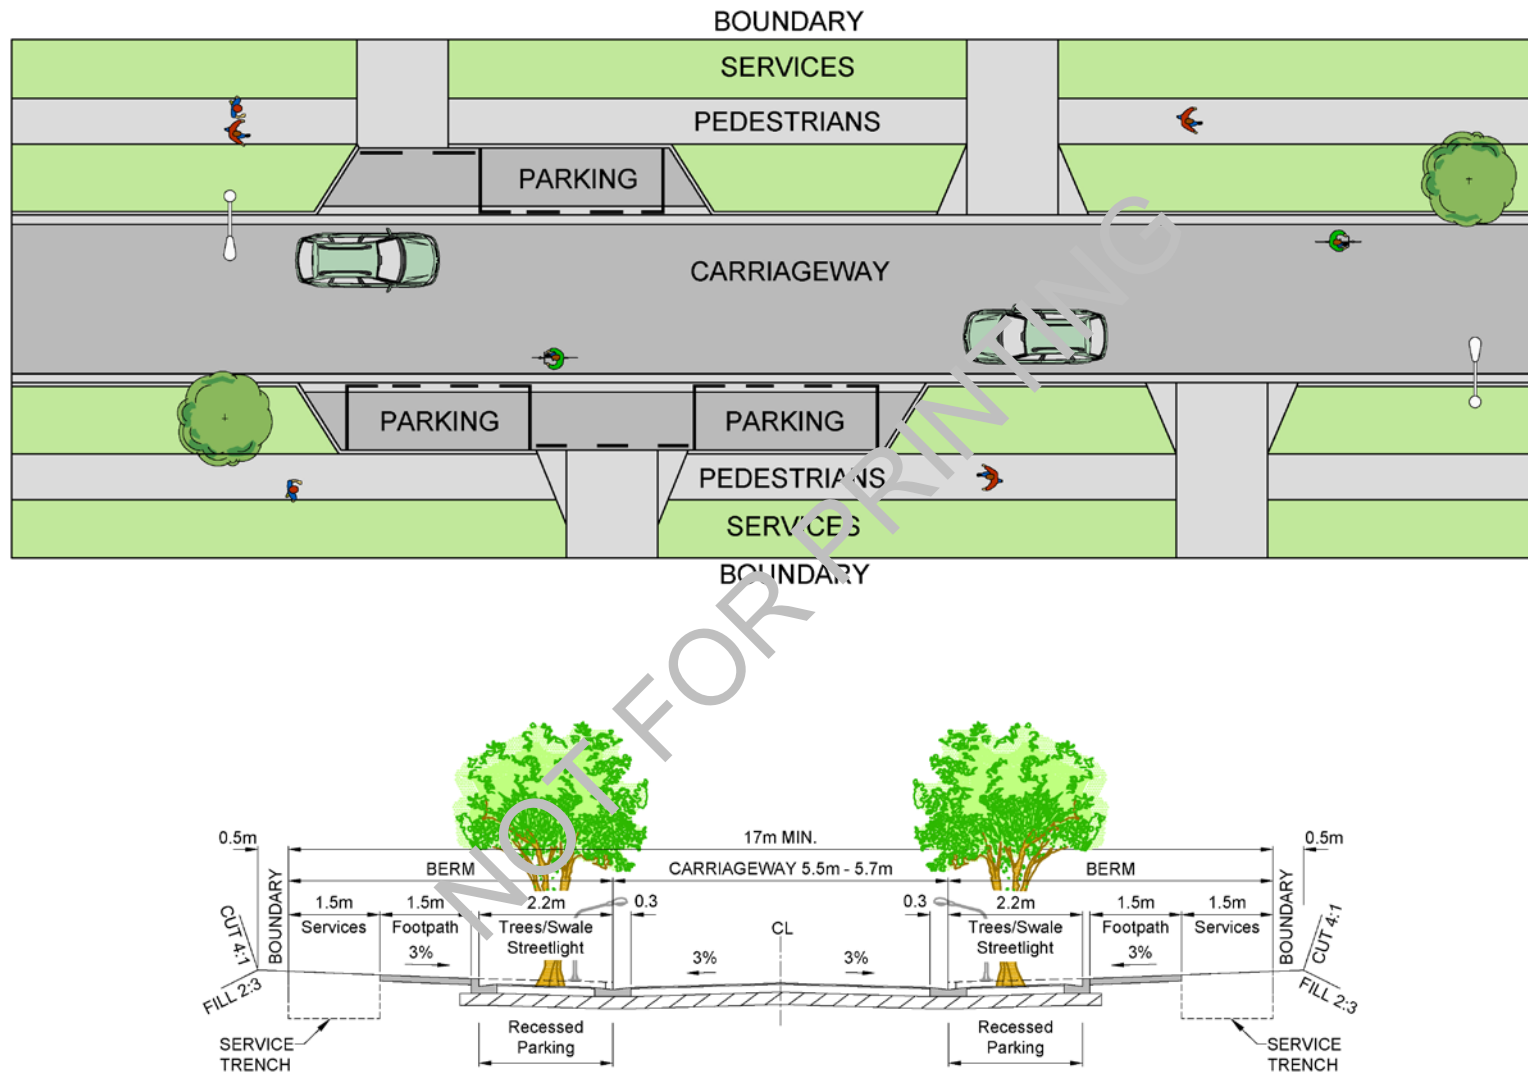 BOUNDARY
SERVICES
PEDESTRIANS
PARKING
CARRIAGEWAY
PARKING
PARKING
PEDESTRIANS
SERVICES
BOUNDARY
NOT FOR PRINTING
0.5m
17m MIN.
0.5m
BERM
CARRIAGEWAY 5.5m - 5.7m
BERM
BOUNDARY
1.5m
1.5m
2.2m
0.3
0.3
2.2m
1.5m
1.5m
BOUNDARY
CUT 4:1
Services
Footpath
Trees/Swale
Streetlight
CL
Trees/Swale
Streetlight
Footpath
Services
CUT 4:1
3%
3%
3%
3%
FILL 2:3
FILL 2:3
SERVICE
TRENCH
Recessed
Parking
Recessed
Parking
SERVICE
TRENCH